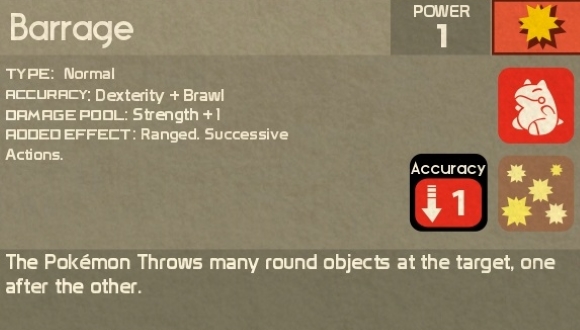 Barrage
POWER
1
TYPE: Normal
ACCURACY: Dexterity + Brawl
DAMAGE POOL: Strength +1
ADDED EFFECT: Ranged. Successive
Actions.
Accuracy
1
The Pokémon Throws many round objects at the target, one
after the other.